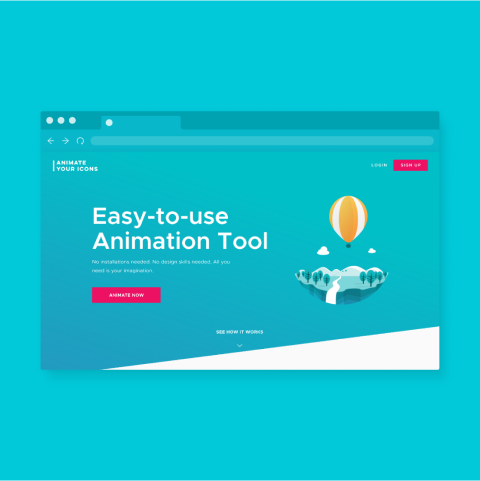 ANIMATE
YOUR ICONS
LOGIN
SIGN UP
Easy-to-use
Animation Tool
No installations needed. No design skills needed. All you
need is your imagination.
ANIMATE NOW
SEE HOW IT WORKS